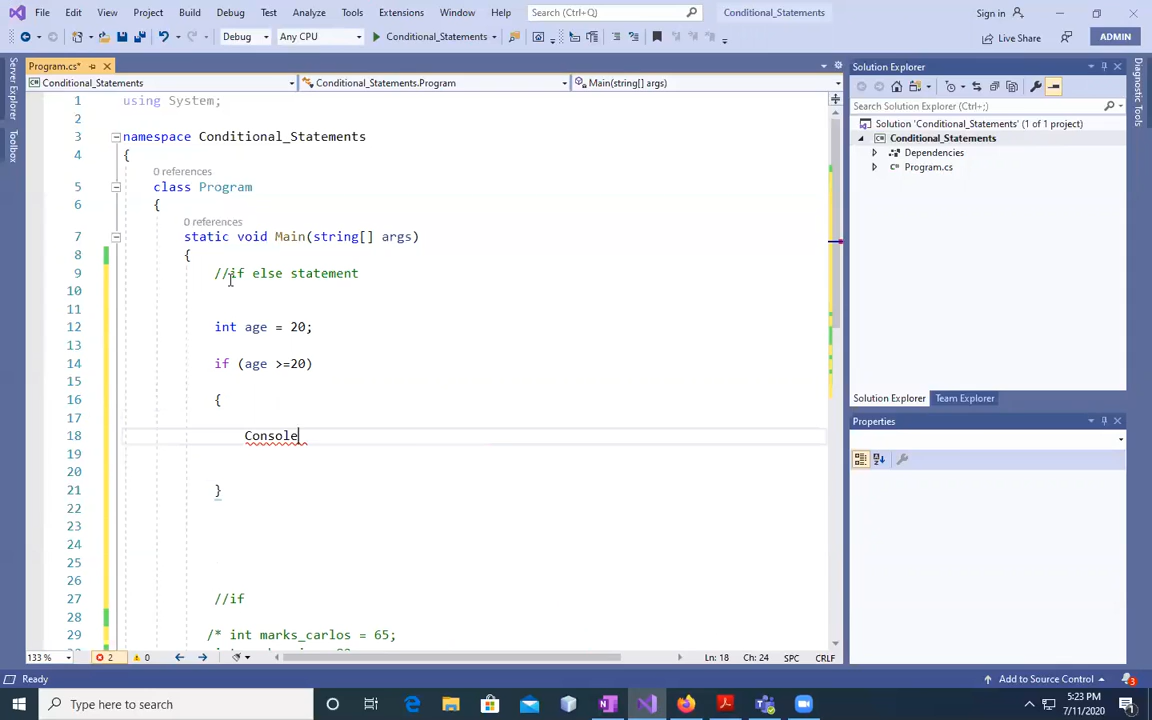 File Edit View Project Build Debug Test Analyze Tools Extensions Window Help Search (Ctrl+Q) Conditional_Statements Sign in
Debug Any CPU Conditional_Statements Live Share ADMIN
Server Explorer
Toolbox
Program.cs*
Conditional_Statements Conditional_Statements.Program Main(string[] args)
1 using System;
2
3 namespace Conditional_Statements
4 {
0 references
5 class Program
6 {
0 references
7 static void Main(string[] args)
8 {
9 //if else statement
10
11
12 int age = 20;
13
14 if (age >=20)
15
16 {
17
18 Console
19
20
21 }
22
23
24
25
26
27 //if
28
29 /* int marks_carlos = 65;
133 % 2 0 Ln: 18 Ch: 24 SPC CRLF
Solution Explorer
Search Solution Explorer (Ctrl+;)
Solution 'Conditional_Statements' (1 of 1 project)
Conditional_Statements
Dependencies
Program.cs
Solution Explorer Team Explorer
Properties
Diagnostic Tools
Ready Add to Source Control 3
Type here to search
5:23 PM
7/11/2020
1